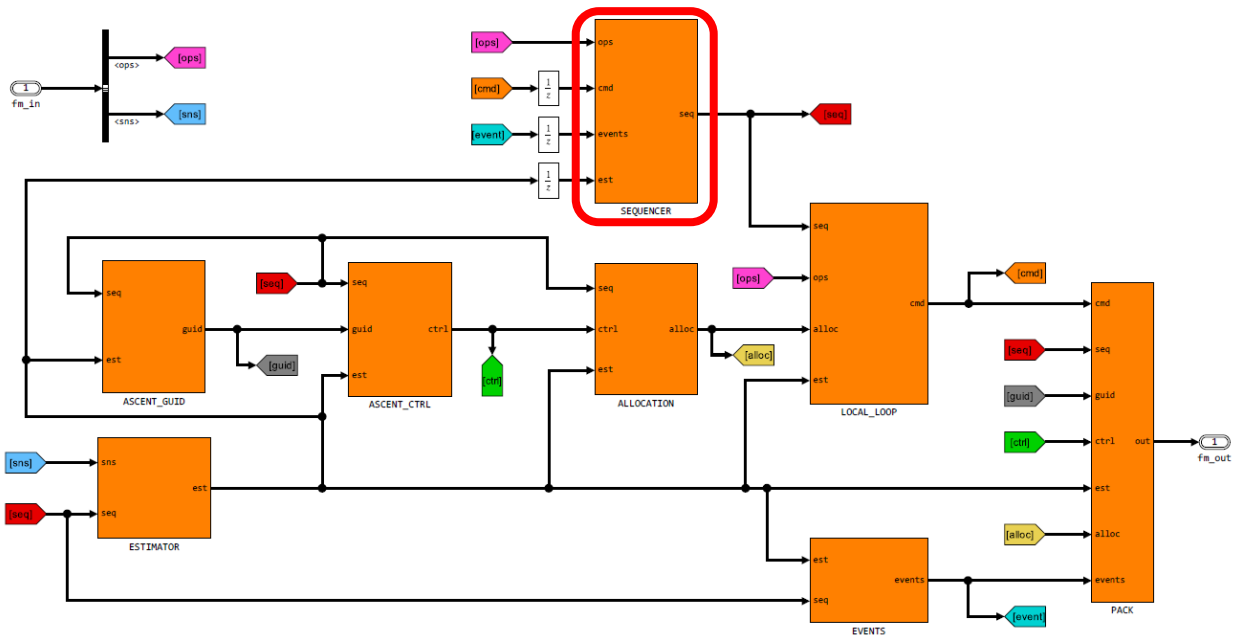 1
fm_in
<ops>
<sns>
[ops]
[sns]
[ops]
[cmd]
[event]
1
z
1
z
1
z
ops
cmd
events
est
seq
SEQUENCER
[seq]
seq
est
guid
ASCENT_GUID
[guid]
[seq]
seq
guid
est
ctrl
ASCENT_CTRL
[ctrl]
seq
ctrl
est
alloc
ALLOCATION
[alloc]
[ops]
seq
ops
alloc
est
cmd
LOCAL_LOOP
[cmd]
[sns]
[seq]
sns
seq
est
ESTIMATOR
est
seq
events
EVENTS
[event]
[seq]
[guid]
[ctrl]
[alloc]
cmd
seq
guid
ctrl
est
alloc
events
out
PACK
1
fm_out